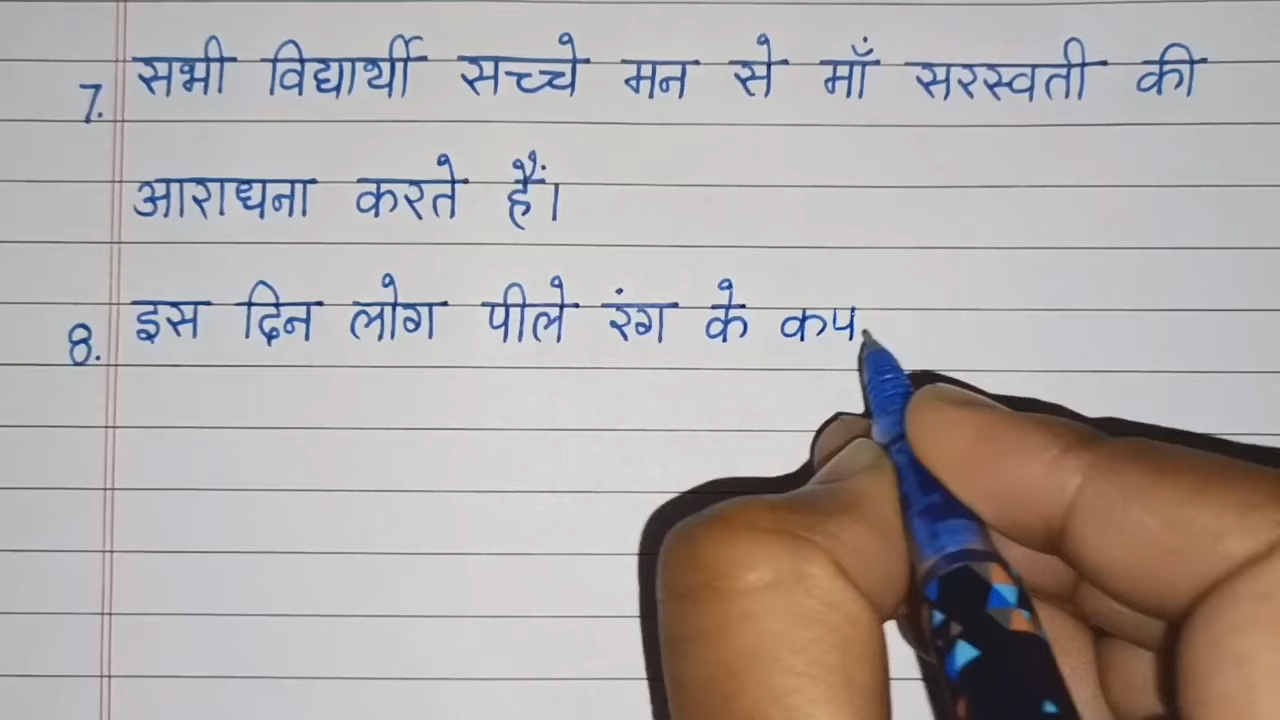 7. सभी विद्यार्थी सच्चे मन से माँ सरस्वती की
आराधना करते हैं।
8. इस दिन लोग पीले रंग के कप